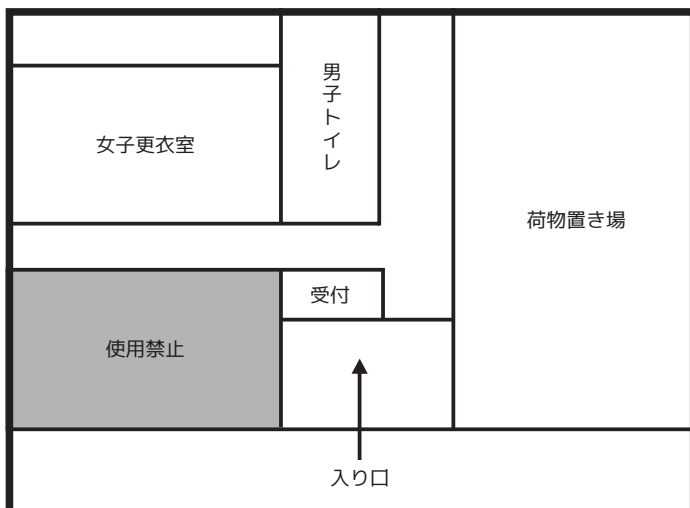 男子トイレ
女子更衣室
荷物置き場
受付
使用禁止
入り口